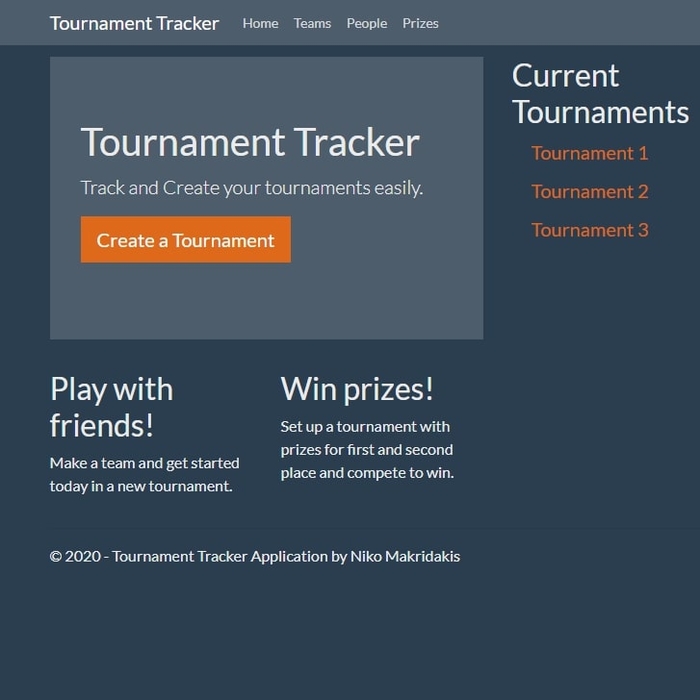 Tournament Tracker Home Teams People Prizes
Tournament Tracker
Track and Create your tournaments easily.
Create a Tournament
Current
Tournaments
Tournament 1
Tournament 2
Tournament 3
Play with
friends!
Make a team and get started
today in a new tournament.
Win prizes!
Set up a tournament with
prizes for first and second
place and compete to win.
© 2020 - Tournament Tracker Application by Niko Makridakis